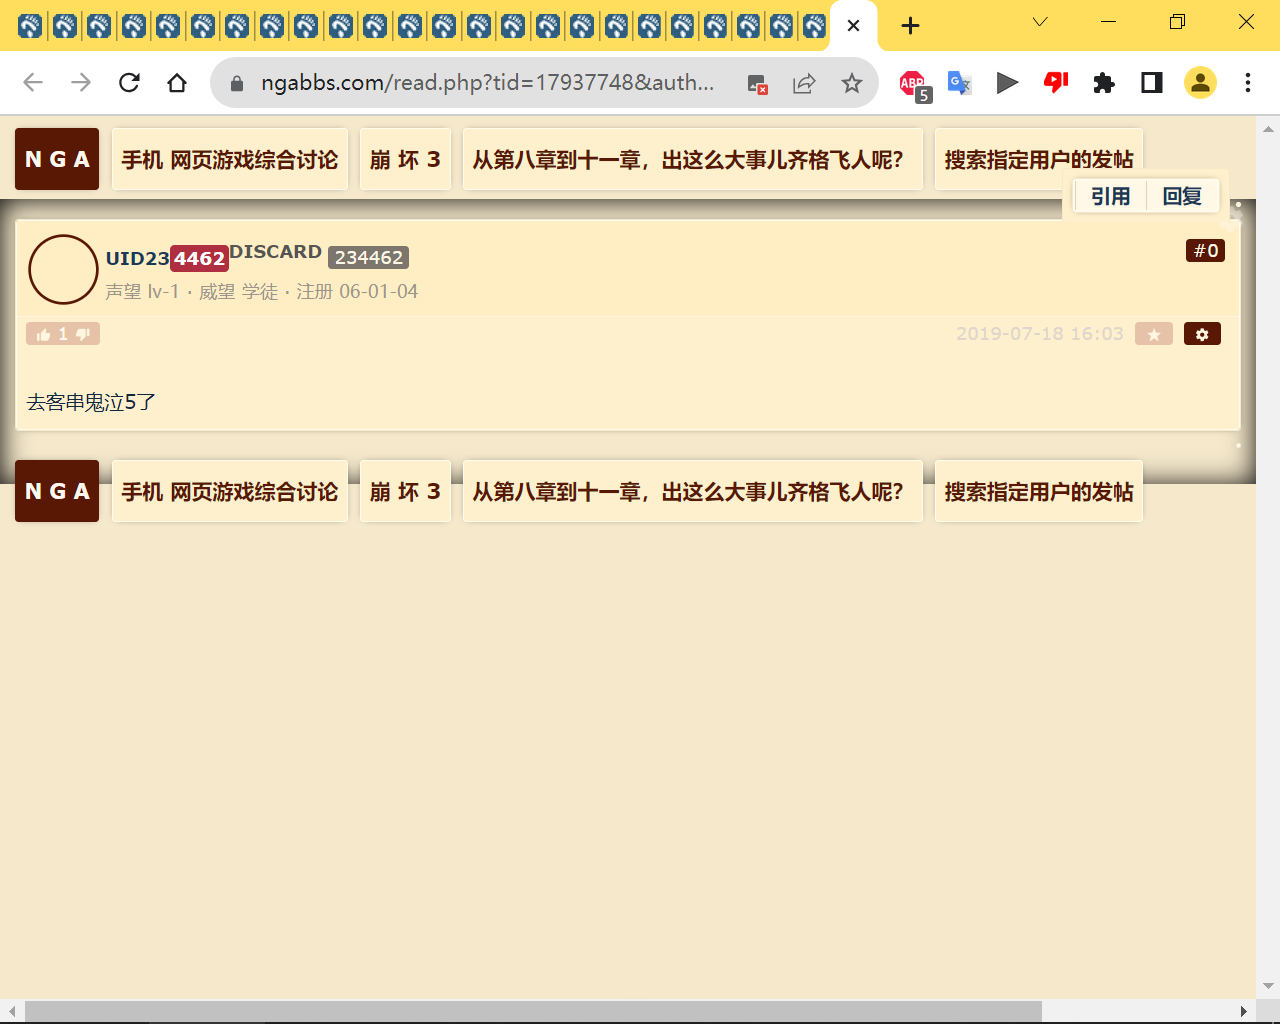 ngabbs.com/read.php?tid=17937748&auth...
ABP
5
G
N G A
手机 网页游戏综合讨论
崩 坏 3
从第八章到十一章，出这么大事儿齐格飞人呢？
搜索指定用户的发帖
引用
回复
UID234462DISCARD 234462
#0
声望 lv-1 · 威望 学徒 · 注册 06-01-04
1
2019-07-18 16:03
去客串鬼泣5了
N G A
手机 网页游戏综合讨论
崩 坏 3
从第八章到十一章，出这么大事儿齐格飞人呢？
搜索指定用户的发帖